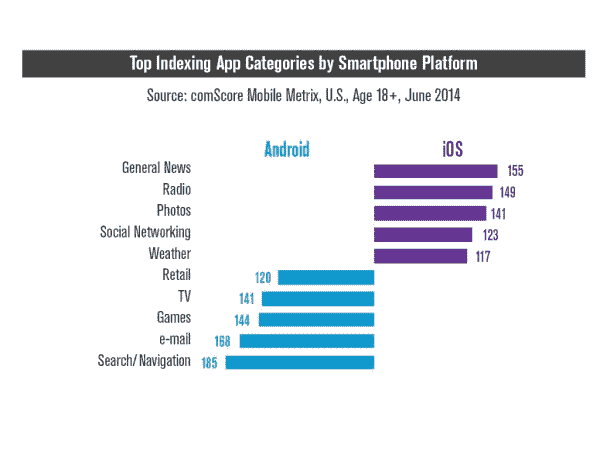 Top Indexing App Categories by Smartphone Platform
Source: comScore Mobile Metrix, U.S., Age 18+, June 2014
Android iOS
General News 155
Radio 149
Photos 141
Social Networking 123
Weather 117
Retail 120
TV 141
Games 144
e-mail 168
Search/Navigation 185